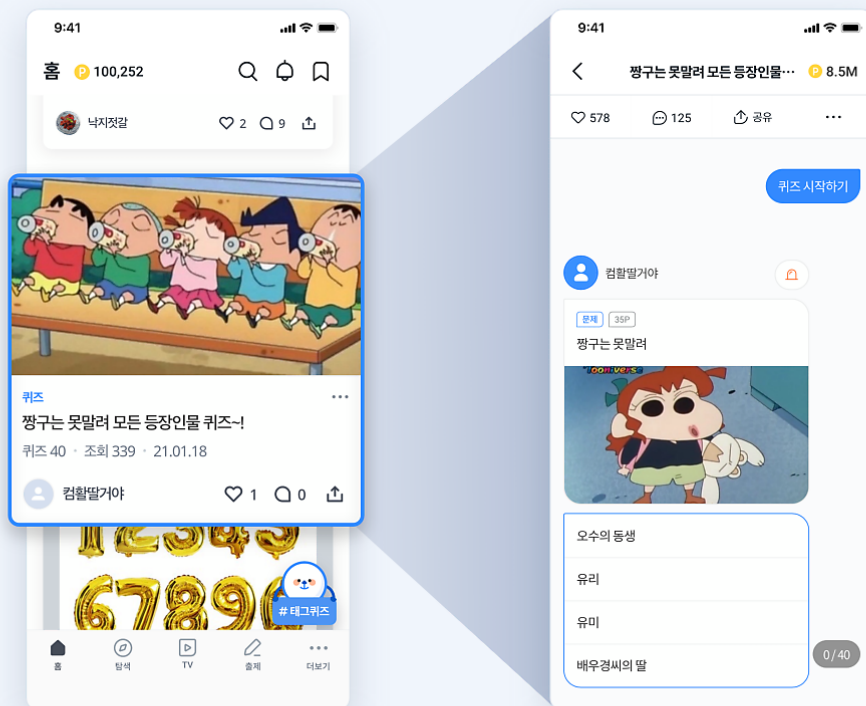 9:41
홈 P 100,252
낙지젓갈 2 9
퀴즈
짱구는 못말려 모든 등장인물 퀴즈~!
퀴즈 40 · 조회 339 · 21.01.18
컴활딸거야 1 0
12345
67890
#태그퀴즈
홈 탐색 TV 출제 더보기
9:41
짱구는 못말려 모든 등장인물… P 8.5M
578 125 공유
퀴즈 시작하기
컴활딸거야
문제 35P
짱구는 못말려
Tooniverse
오수의 동생
유리
유미
배우경씨의 딸
0/40